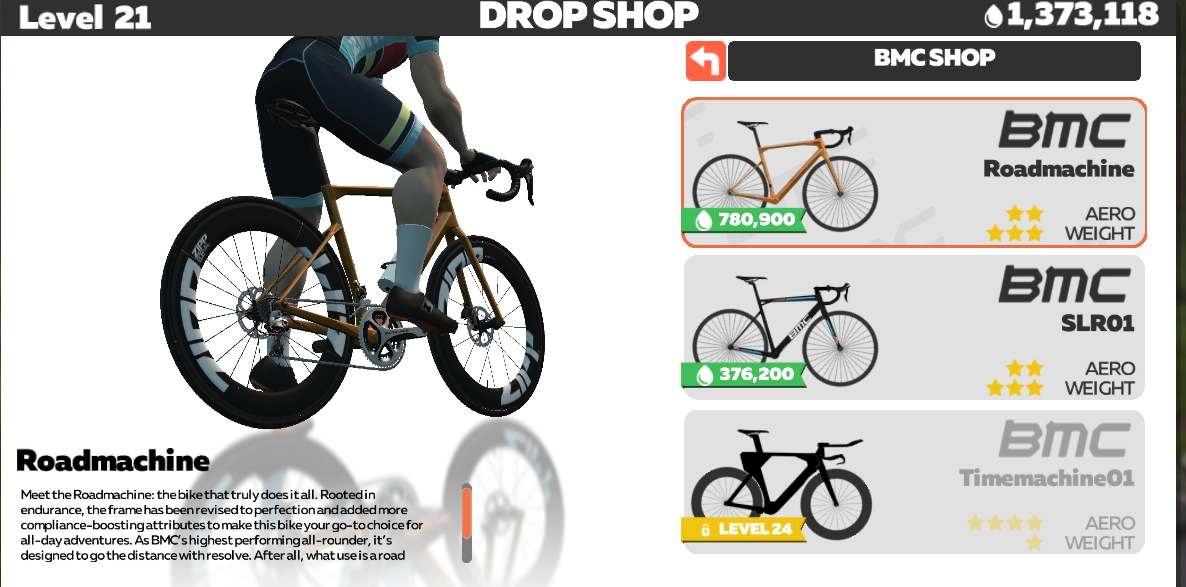 Level 21
DROP SHOP
1,373,118
BMC SHOP
BMC
Roadmachine
780,900
AERO
WEIGHT
BMC
SLR01
376,200
AERO
WEIGHT
BMC
Timemachine01
LEVEL 24
AERO
WEIGHT
ZIPP
Roadmachine
Meet the Roadmachine: the bike that truly does it all. Rooted in
endurance, the frame has been revised to perfection and added more
compliance-boosting attributes to make this bike your go-to choice for
all-day adventures. As BMC's highest performing all-rounder, it's
designed to go the distance with resolve. After all, what use is a road